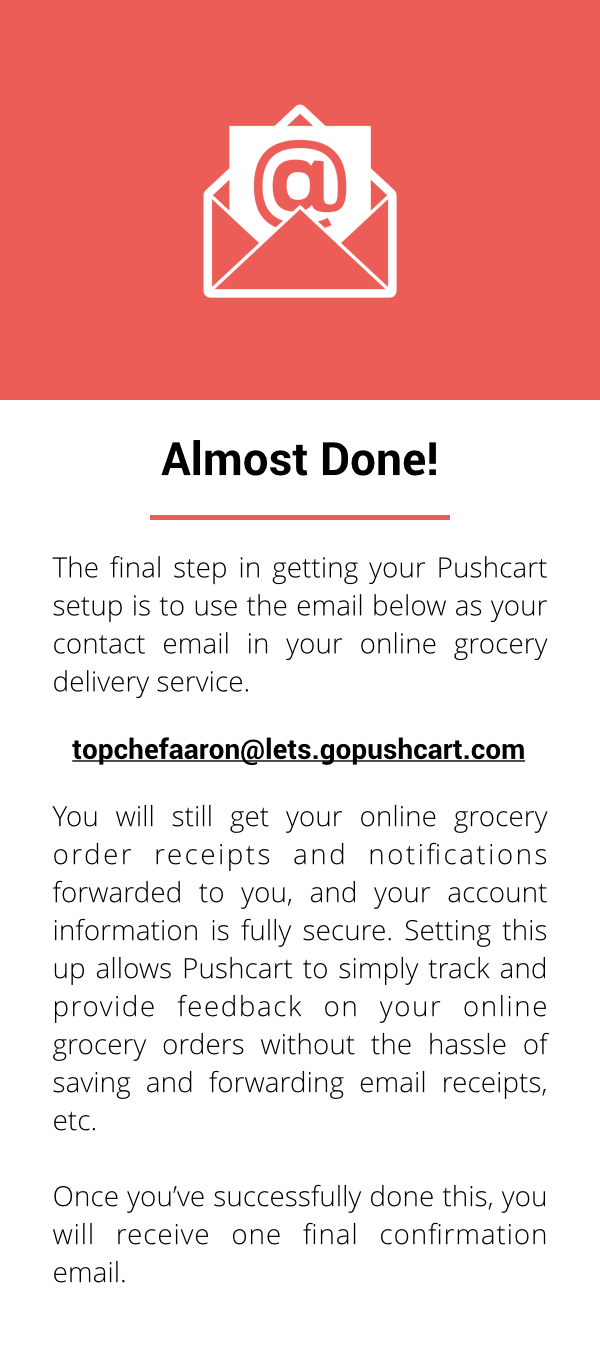 @
Almost Done!
The final step in getting your Pushcart
setup is to use the email below as your
contact email in your online grocery
delivery service.
topchefaaron@lets.gopushcart.com
You will still get your online grocery
order receipts and notifications
forwarded to you, and your account
information is fully secure. Setting this
up allows Pushcart to simply track and
provide feedback on your online
grocery orders without the hassle of
saving and forwarding email receipts,
etc.
Once you’ve successfully done this, you
will receive one final confirmation
email.